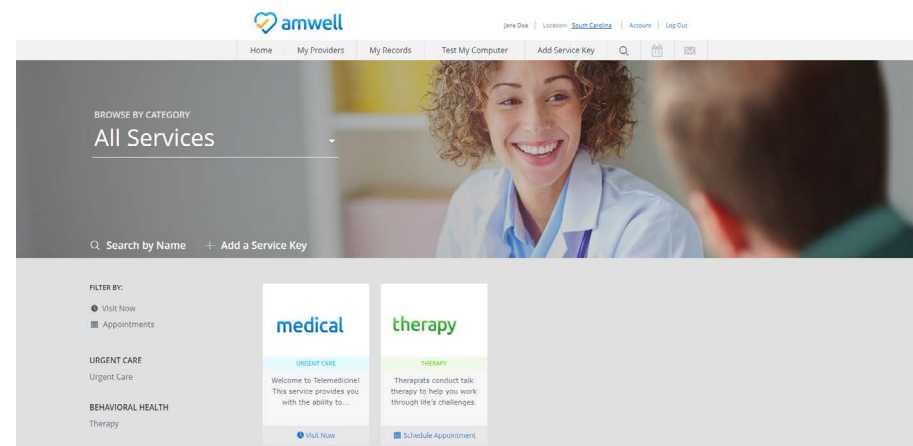 amwell
Jane Doe | Location: South Carolina | Account | Log Out
Home My Providers My Records Test My Computer Add Service Key
BROWSE BY CATEGORY
All Services
Search by Name + Add a Service Key
FILTER BY:
Visit Now
Appointments
URGENT CARE
Urgent Care
BEHAVIORAL HEALTH
Therapy
medical
URGENT CARE
Welcome to Telemedicine!
This service provides you
with the ability to...
Visit Now
therapy
THERAPY
Therapists conduct talk
therapy to help you work
through life's challenges.
Schedule Appointment